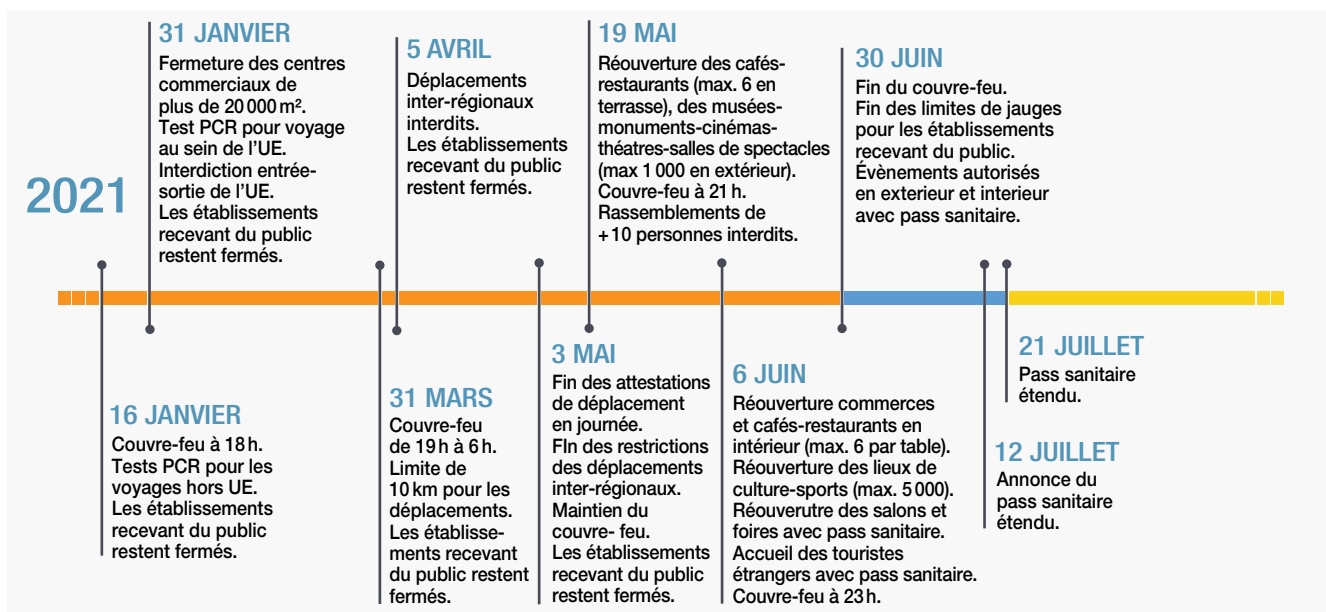 2021
31 JANVIER
Fermeture des centres
commerciaux de
plus de 20 000 m².
Test PCR pour voyage
au sein de l'UE.
Interdiction entrée-
sortie de l'UE.
Les établissements
recevant du public
restent fermés.
5 AVRIL
Déplacements
inter-régionaux
interdits.
Les établissements
recevant du public
restent fermés.
19 MAI
Réouverture des cafés-
restaurants (max. 6 en
terrasse), des musées-
monuments-cinémas-
théatres-salles de spectacles
(max 1 000 en extérieur).
Couvre-feu à 21 h.
Rassemblements de
+ 10 personnes interdits.
30 JUIN
Fin du couvre-feu.
Fin des limites de jauges
pour les établissements
recevant du public.
Évènements autorisés
en exterieur et interieur
avec pass sanitaire.
16 JANVIER
Couvre-feu à 18 h.
Tests PCR pour les
voyages hors UE.
Les établissements
recevant du public
restent fermés.
31 MARS
Couvre-feu
de 19 h à 6 h.
Limite de
10 km pour les
déplacements.
Les établisse-
ments recevant
du public restent
fermés.
3 MAI
Fin des attestations
de déplacement
en journée.
FIn des restrictions
des déplacements
inter-régionaux.
Maintien du
couvre- feu.
Les établissements
recevant du public
restent fermés.
6 JUIN
Réouverture commerces
et cafés-restaurants en
intérieur (max. 6 par table).
Réouverture des lieux de
culture-sports (max. 5 000).
Réouverutre des salons et
foires avec pass sanitaire.
Accueil des touristes
étrangers avec pass sanitaire.
Couvre-feu à 23 h.
12 JUILLET
Annonce du
pass sanitaire
étendu.
21 JUILLET
Pass sanitaire
étendu.